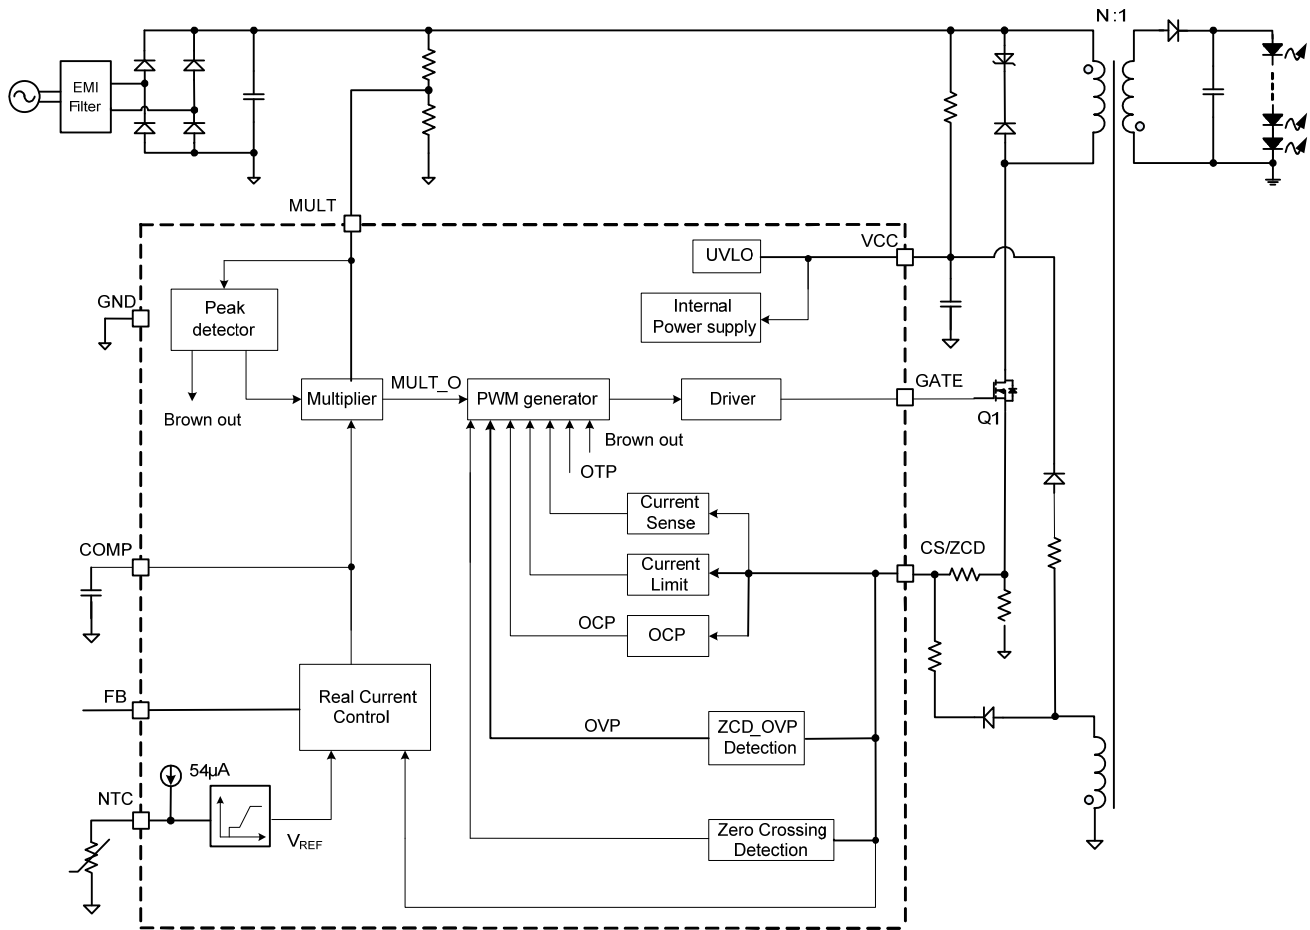 N:1
EMI
Filter
MULT
VCC
UVLO
GND
Peak
detector
Internal
Power supply
MULT_O
GATE
Multiplier
PWM generator
Driver
Brown out
Q1
Brown out
OTP
Current
Sense
COMP
CS/ZCD
Current
Limit
OCP
OCP
FB
Real Current
Control
OVP
ZCD_OVP
Detection
54µA
NTC
VREF
Zero Crossing
Detection